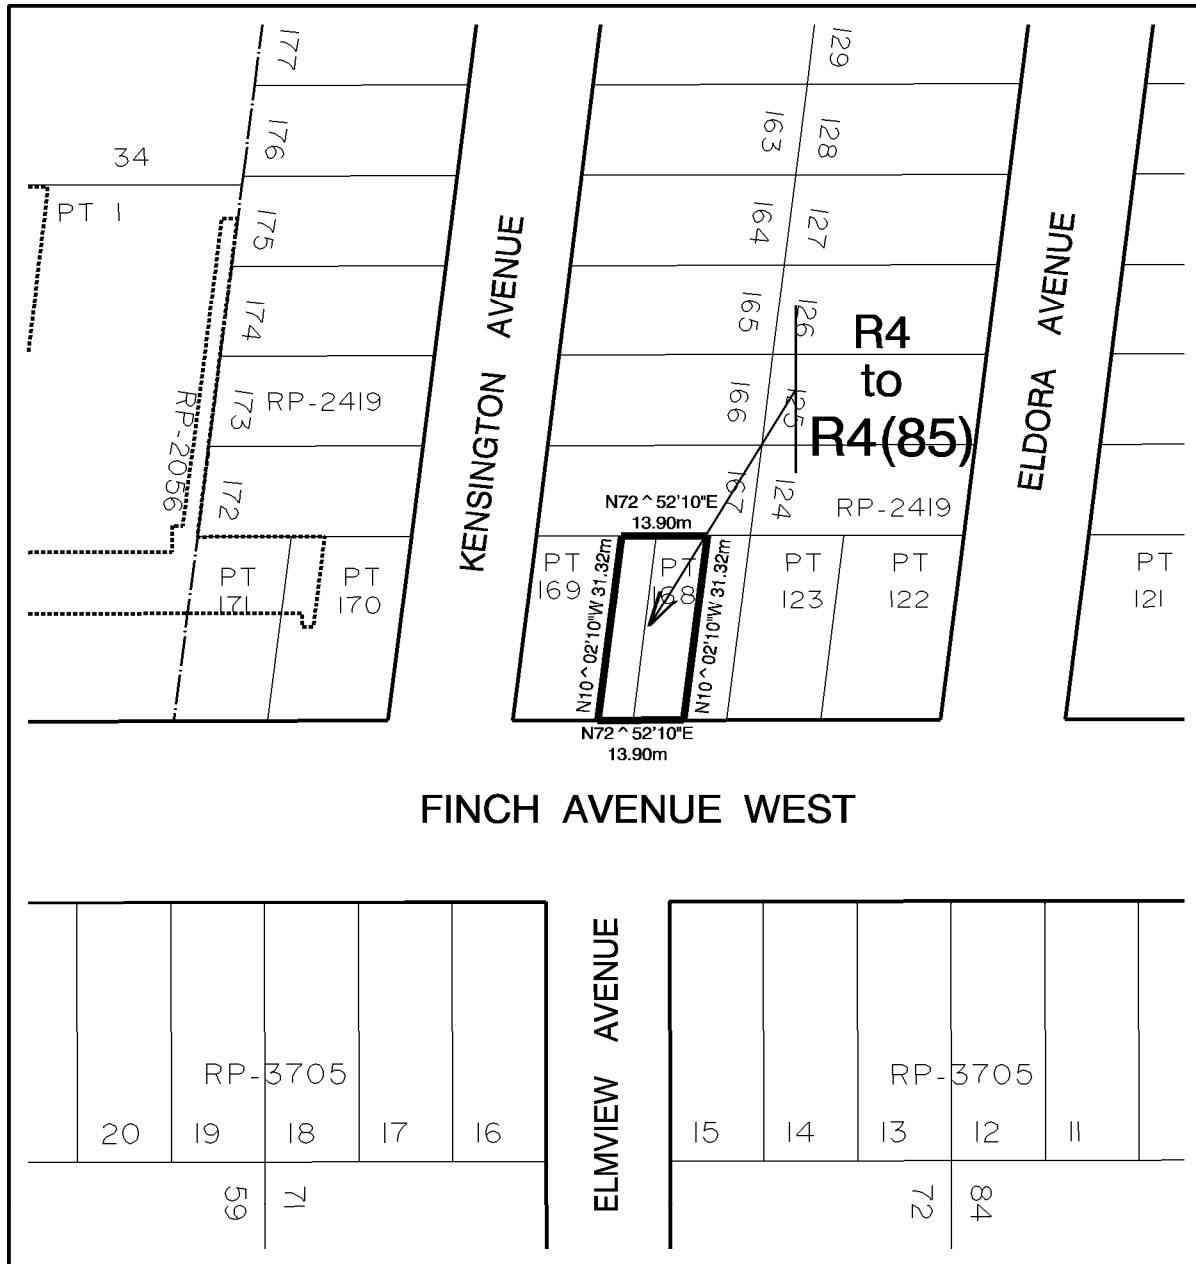 177
176
175
174
173
172
34
PT 1
RP-2056
RP-2419
PT
171
PT
170
KENSINGTON AVENUE
129
163
128
164
127
165
126
166
125
167
124
R4
to
R4(85)
RP-2419
ELDORA AVENUE
N72^52'10"E
13.90m
N10^02'10"W 31.32m
N10^02'10"W 31.32m
PT
169
PT
168
PT
123
PT
122
PT
121
N72^52'10"E
13.90m
FINCH AVENUE WEST
ELMVIEW AVENUE
RP-3705
20
19
18
17
16
59
71
RP-3705
15
14
13
12
11
72
84